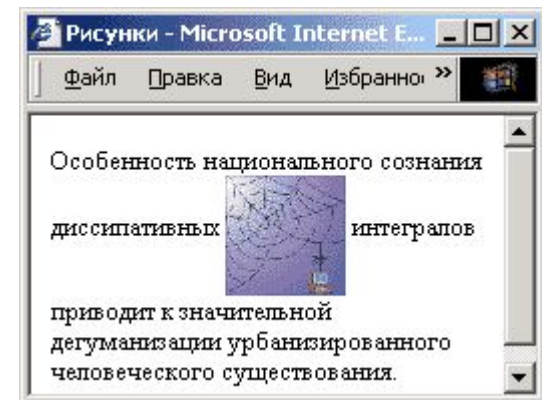 Рисунки - Microsoft Internet E...
Файл Правка Вид Избранно »
Особенность национального сознания
диссипативных интегралов
приводит к значительной
дегуманизации урбанизированного
человеческого существования.